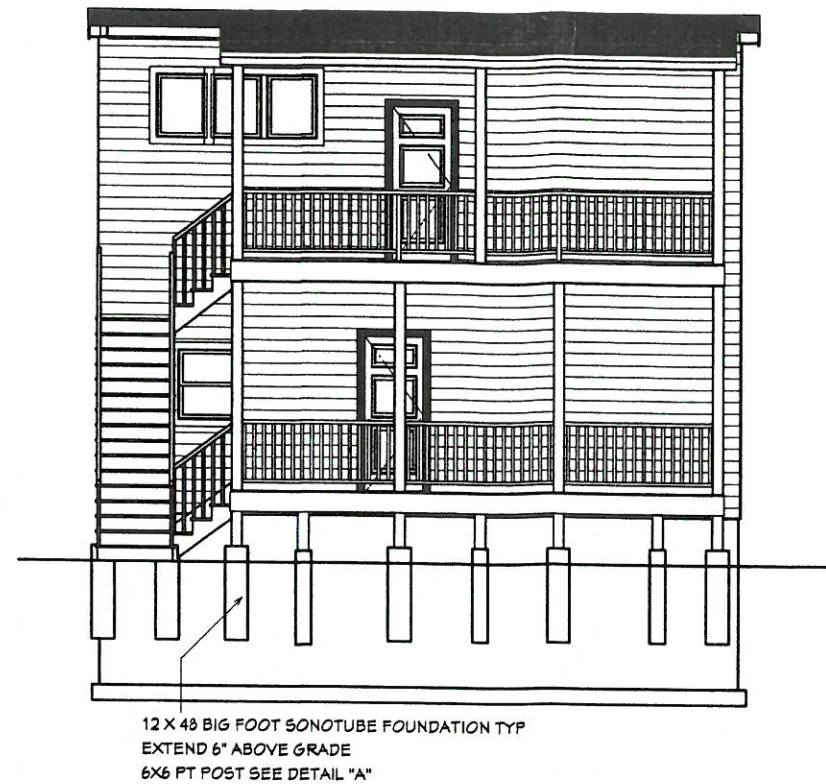 12 X 48 BIG FOOT SONOTUBE FOUNDATION TYP
EXTEND 6" ABOVE GRADE
6X6 PT POST SEE DETAIL "A"